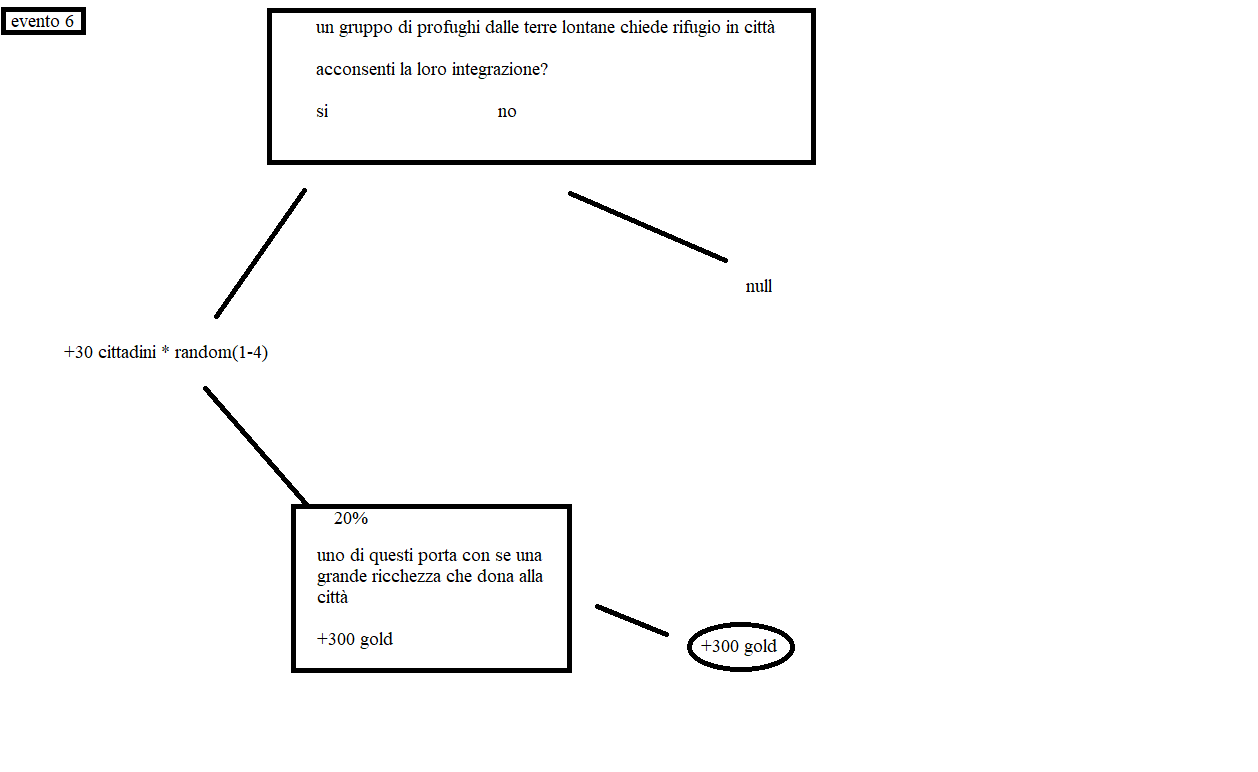 evento 6
un gruppo di profughi dalle terre lontane chiede rifugio in città
acconsenti la loro integrazione?
si no
null
+30 cittadini * random(1-4)
20%
uno di questi porta con se una
grande ricchezza che dona alla
città
+300 gold
+300 gold